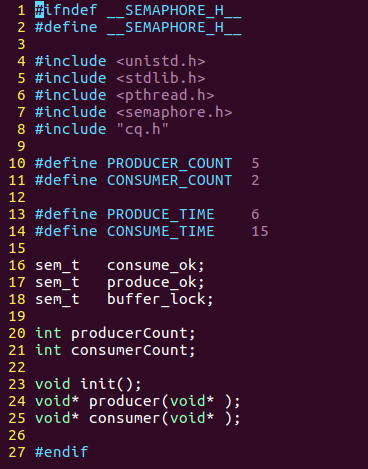 1 #ifndef __SEMAPHORE_H__
2 #define __SEMAPHORE_H__
3
4 #include <unistd.h>
5 #include <stdlib.h>
6 #include <pthread.h>
7 #include <semaphore.h>
8 #include "cq.h"
9
10 #define PRODUCER_COUNT  5
11 #define CONSUMER_COUNT  2
12
13 #define PRODUCE_TIME    6
14 #define CONSUME_TIME    15
15
16 sem_t   consume_ok;
17 sem_t   produce_ok;
18 sem_t   buffer_lock;
19
20 int producerCount;
21 int consumerCount;
22
23 void init();
24 void* producer(void* );
25 void* consumer(void* );
26
27 #endif